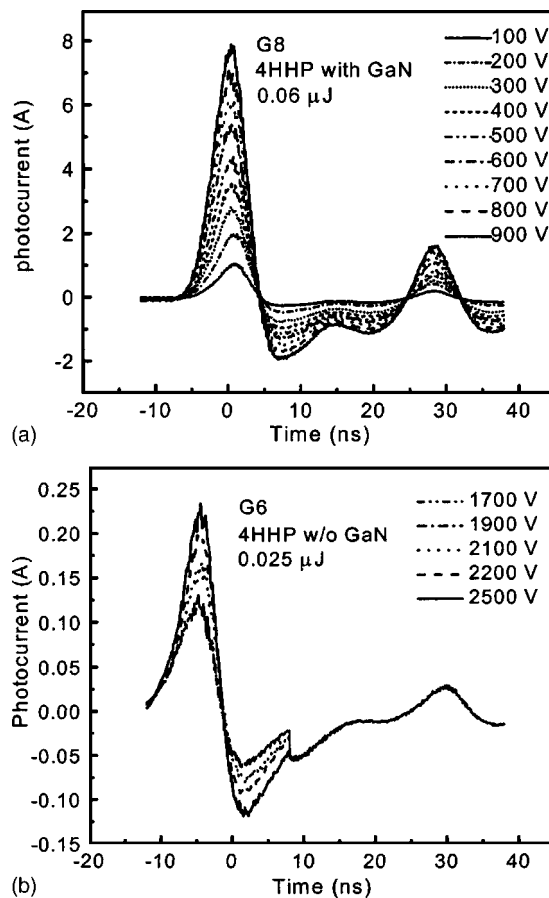 8
6
4
2
0
-2
photocurrent (A)
G8
4HHP with GaN
0.06 μJ
100 V
200 V
300 V
400 V
500 V
600 V
700 V
800 V
900 V
-20 -10 0 10 20 30 40
(a) Time (ns)
0.25
0.20
0.15
0.10
0.05
0.00
-0.05
-0.10
-0.15
Photocurrent (A)
G6
4HHP w/o GaN
0.025 μJ
1700 V
1900 V
2100 V
2200 V
2500 V
-20 -10 0 10 20 30 40
(b) Time (ns)